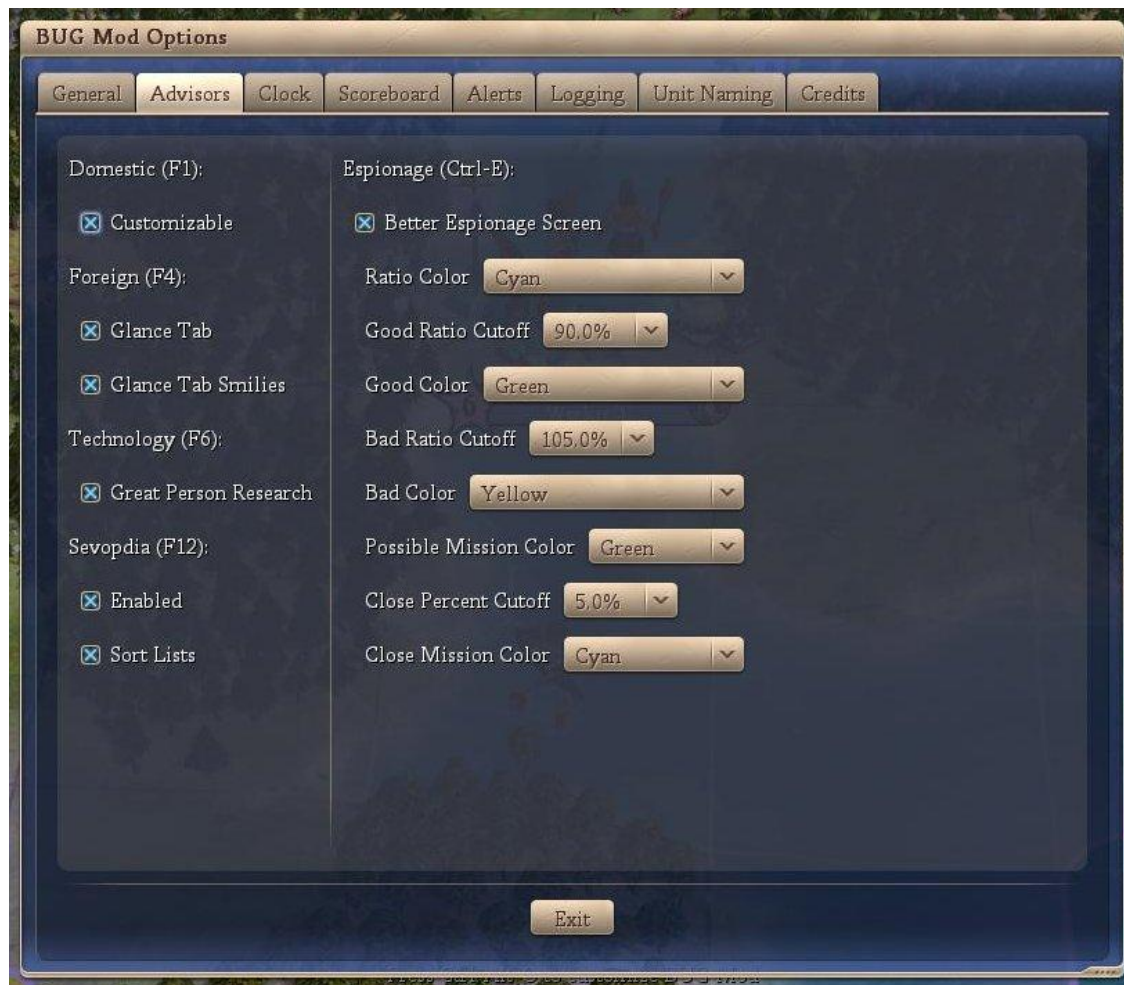 BUG Mod Options
General Advisors Clock Scoreboard Alerts Logging Unit Naming Credits
Domestic (F1):
Customizable
Foreign (F4):
Glance Tab
Glance Tab Smilies
Technology (F6):
Great Person Research
Sevopdia (F12):
Enabled
Sort Lists
Espionage (Ctrl-E):
Better Espionage Screen
Ratio Color Cyan
Good Ratio Cutoff 90.0%
Good Color Green
Bad Ratio Cutoff 105.0%
Bad Color Yellow
Possible Mission Color Green
Close Percent Cutoff 5.0%
Close Mission Color Cyan
Exit